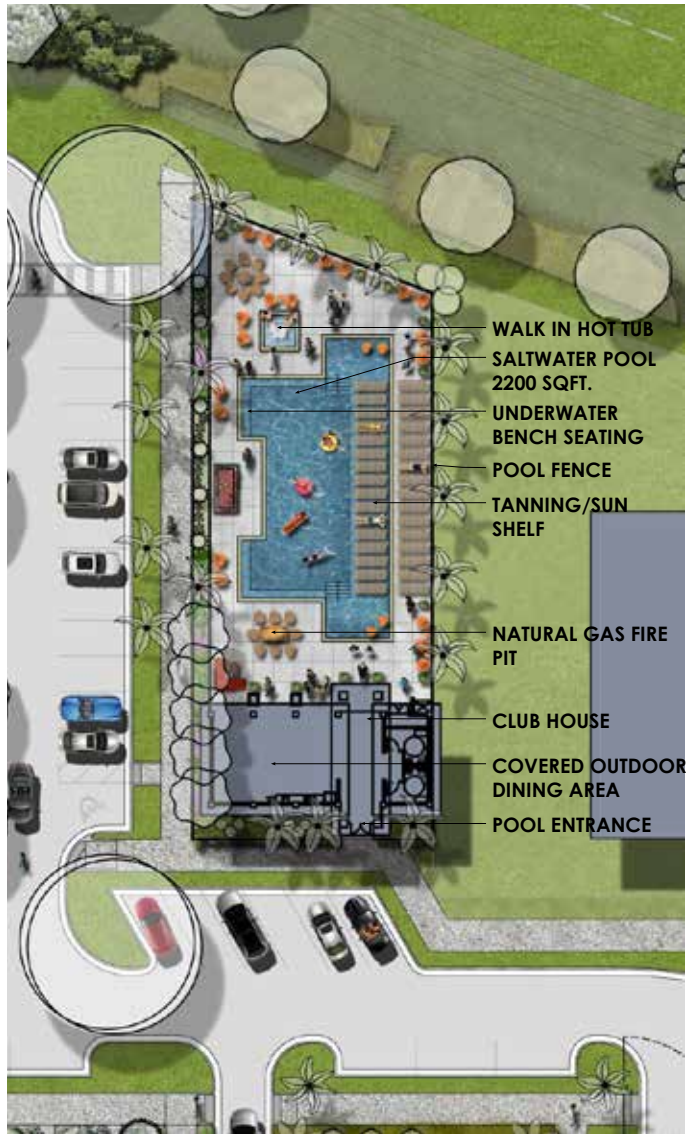 WALK IN HOT TUB
SALTWATER POOL
2200 SQFT.
UNDERWATER
BENCH SEATING
POOL FENCE
TANNING/SUN
SHELF
NATURAL GAS FIRE
PIT
CLUB HOUSE
COVERED OUTDOOR
DINING AREA
POOL ENTRANCE